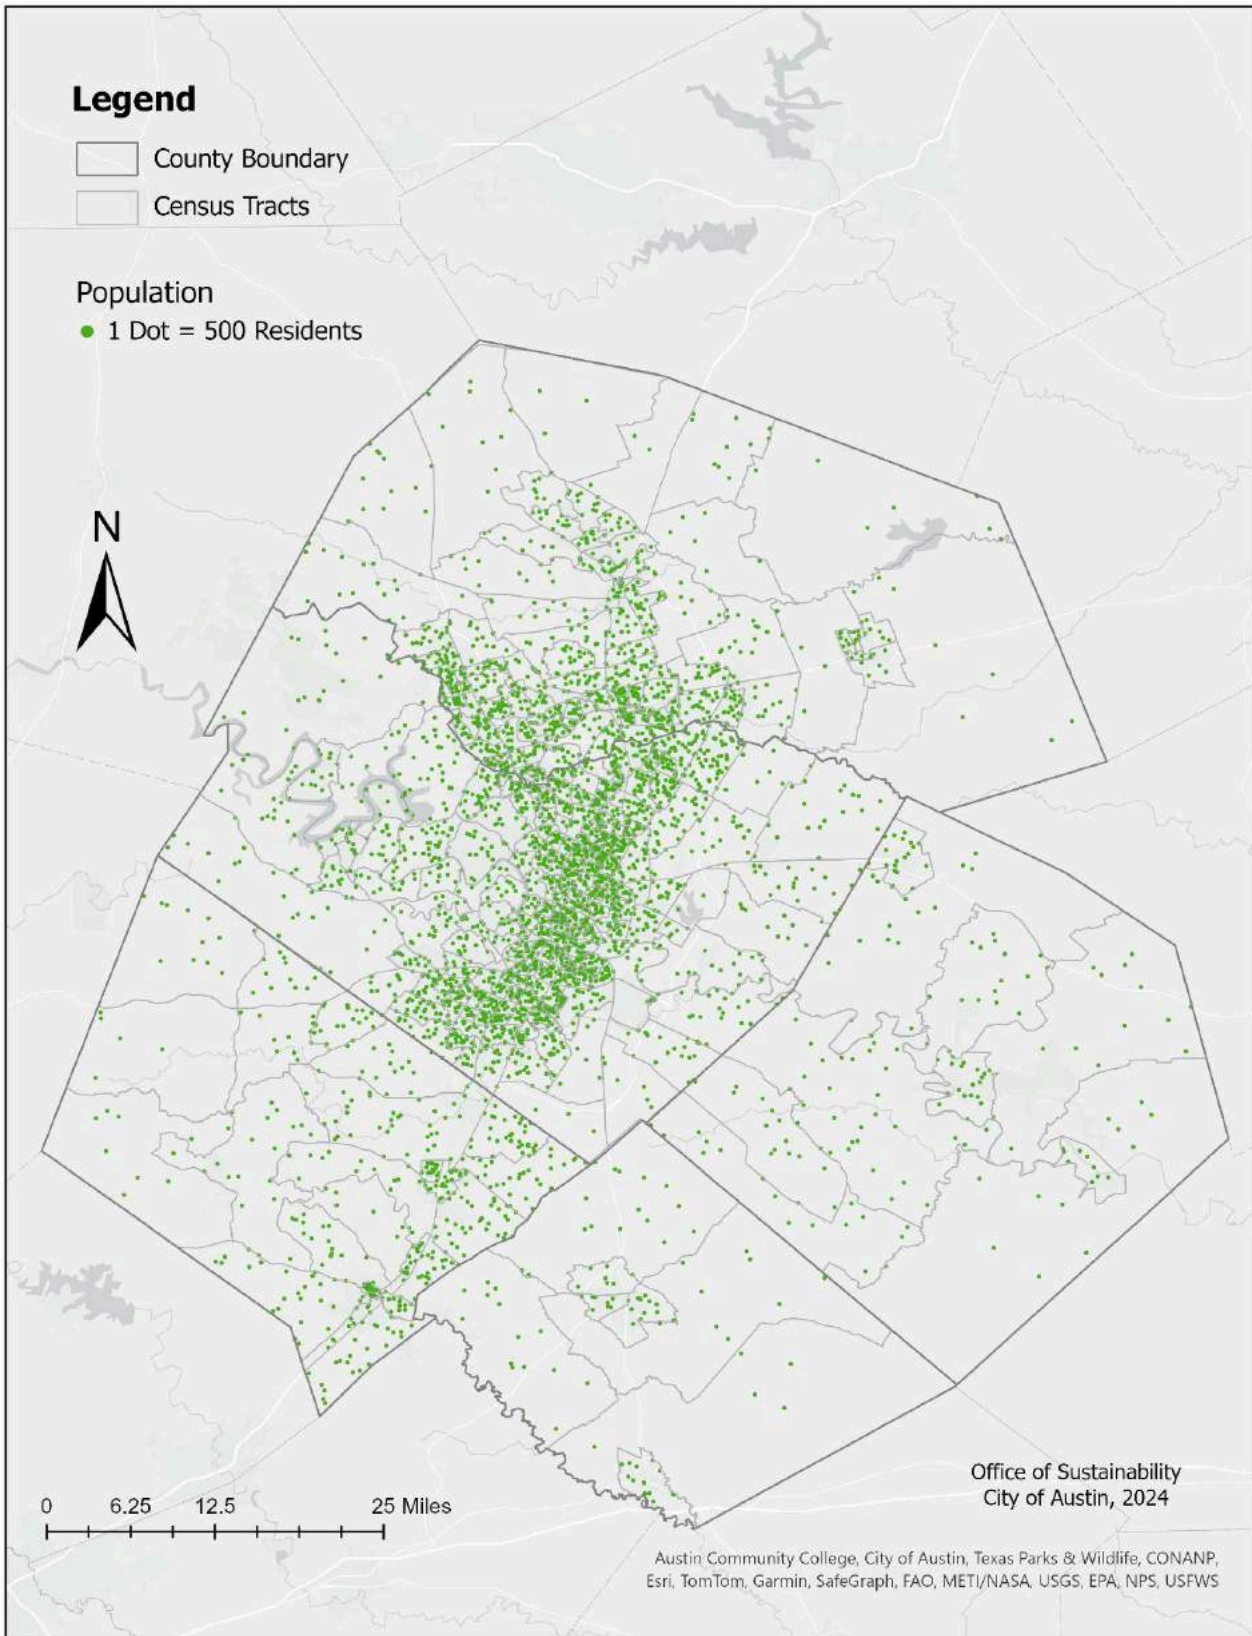 Legend
County Boundary
Census Tracts
Population
1 Dot = 500 Residents
N
0 6.25 12.5 25 Miles
Office of Sustainability
City of Austin, 2024
Austin Community College, City of Austin, Texas Parks & Wildlife, CONANP,
Esri, TomTom, Garmin, SafeGraph, FAO, METI/NASA, USGS, EPA, NPS, USFWS